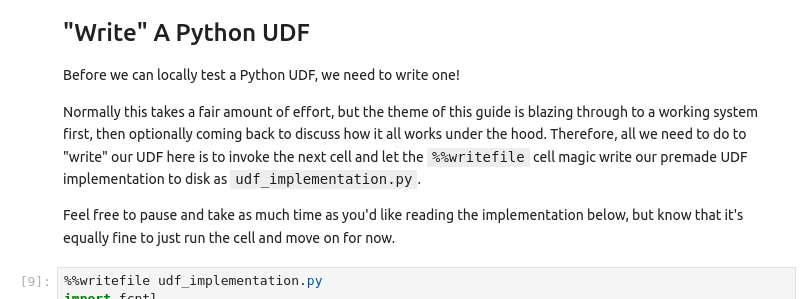 "Write" A Python UDF
Before we can locally test a Python UDF, we need to write one!
Normally this takes a fair amount of effort, but the theme of this guide is blazing through to a working system
first, then optionally coming back to discuss how it all works under the hood. Therefore, all we need to do to
"write" our UDF here is to invoke the next cell and let the %%writefile cell magic write our premade UDF
implementation to disk as udf_implementation.py.
Feel free to pause and take as much time as you'd like reading the implementation below, but know that it's
equally fine to just run the cell and move on for now.
[9]: %%writefile udf_implementation.py
import fcntl